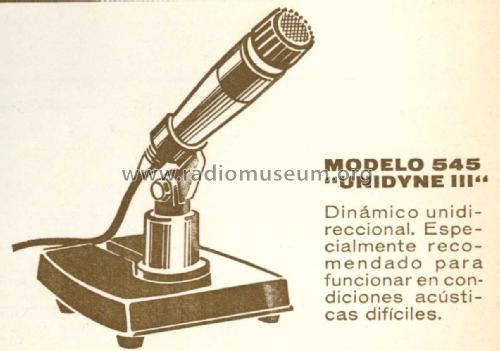 www.radiomuseum.org
MODELO 545
"UNIDYNE III"
Dinámico unidi-
reccional. Espe-
cialmente reco-
mendado para
funcionar en con-
diciones acústi-
cas difíciles.